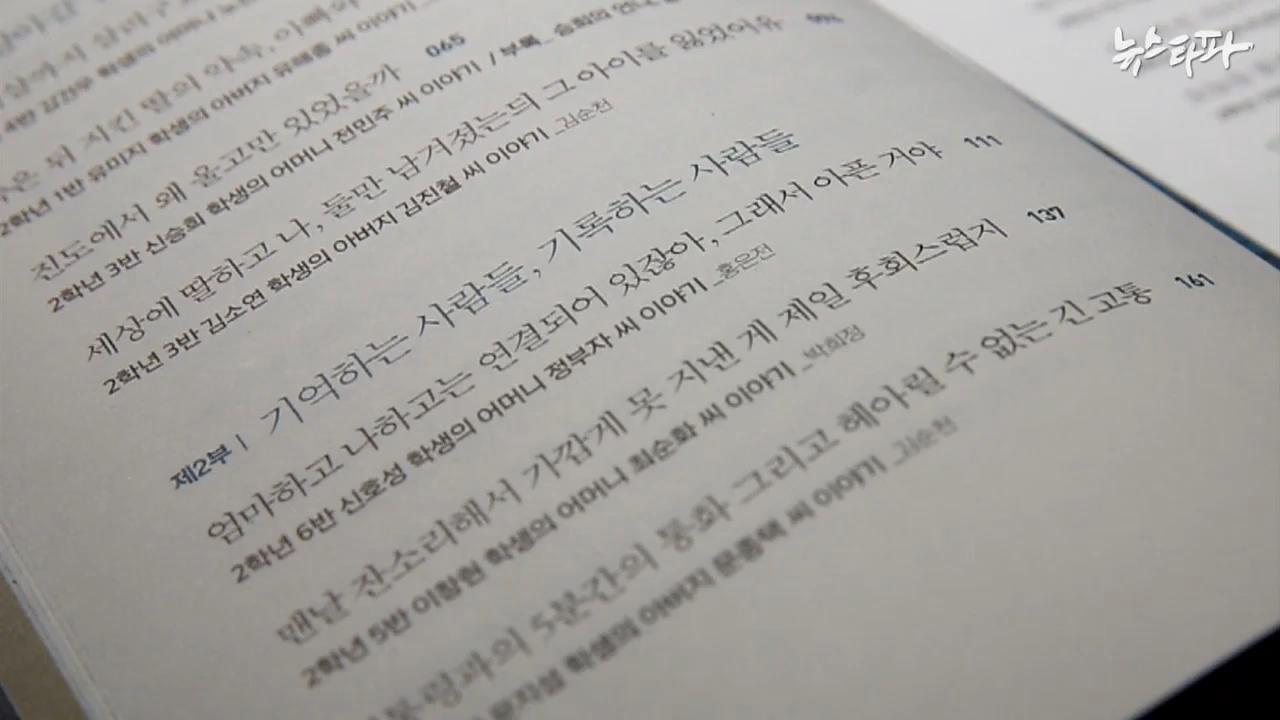 뉴스타파
2학년 1반 유미지 학생의 아버지 유해종 씨 이야기
진도에서 왜 울고만 있었을까 065
2학년 3반 신승희 학생의 어머니 전민주 씨 이야기 / 부록_승희의
세상에 딸하고 나, 둘만 남겨졌는듸 그 아이를 잃었어유
2학년 3반 김소연 학생의 아버지 김진철 씨 이야기 _김순천
제2부 | 기억하는 사람들, 기록하는 사람들
엄마하고 나하고는 연결되어 있잖아, 그래서 아픈 거야 111
2학년 6반 신호성 학생의 어머니 정부자 씨 이야기 _홍은전
맨날 잔소리해서 가깝게 못 지낸 게 제일 후회스럽지 137
2학년 5반 이창현 학생의 어머니 최순화 씨 이야기 _박희정
5분간의 통화 그리고 헤아릴 수 없는 긴 고통 161
학생의 아버지 문종택 씨 이야기 _김순천